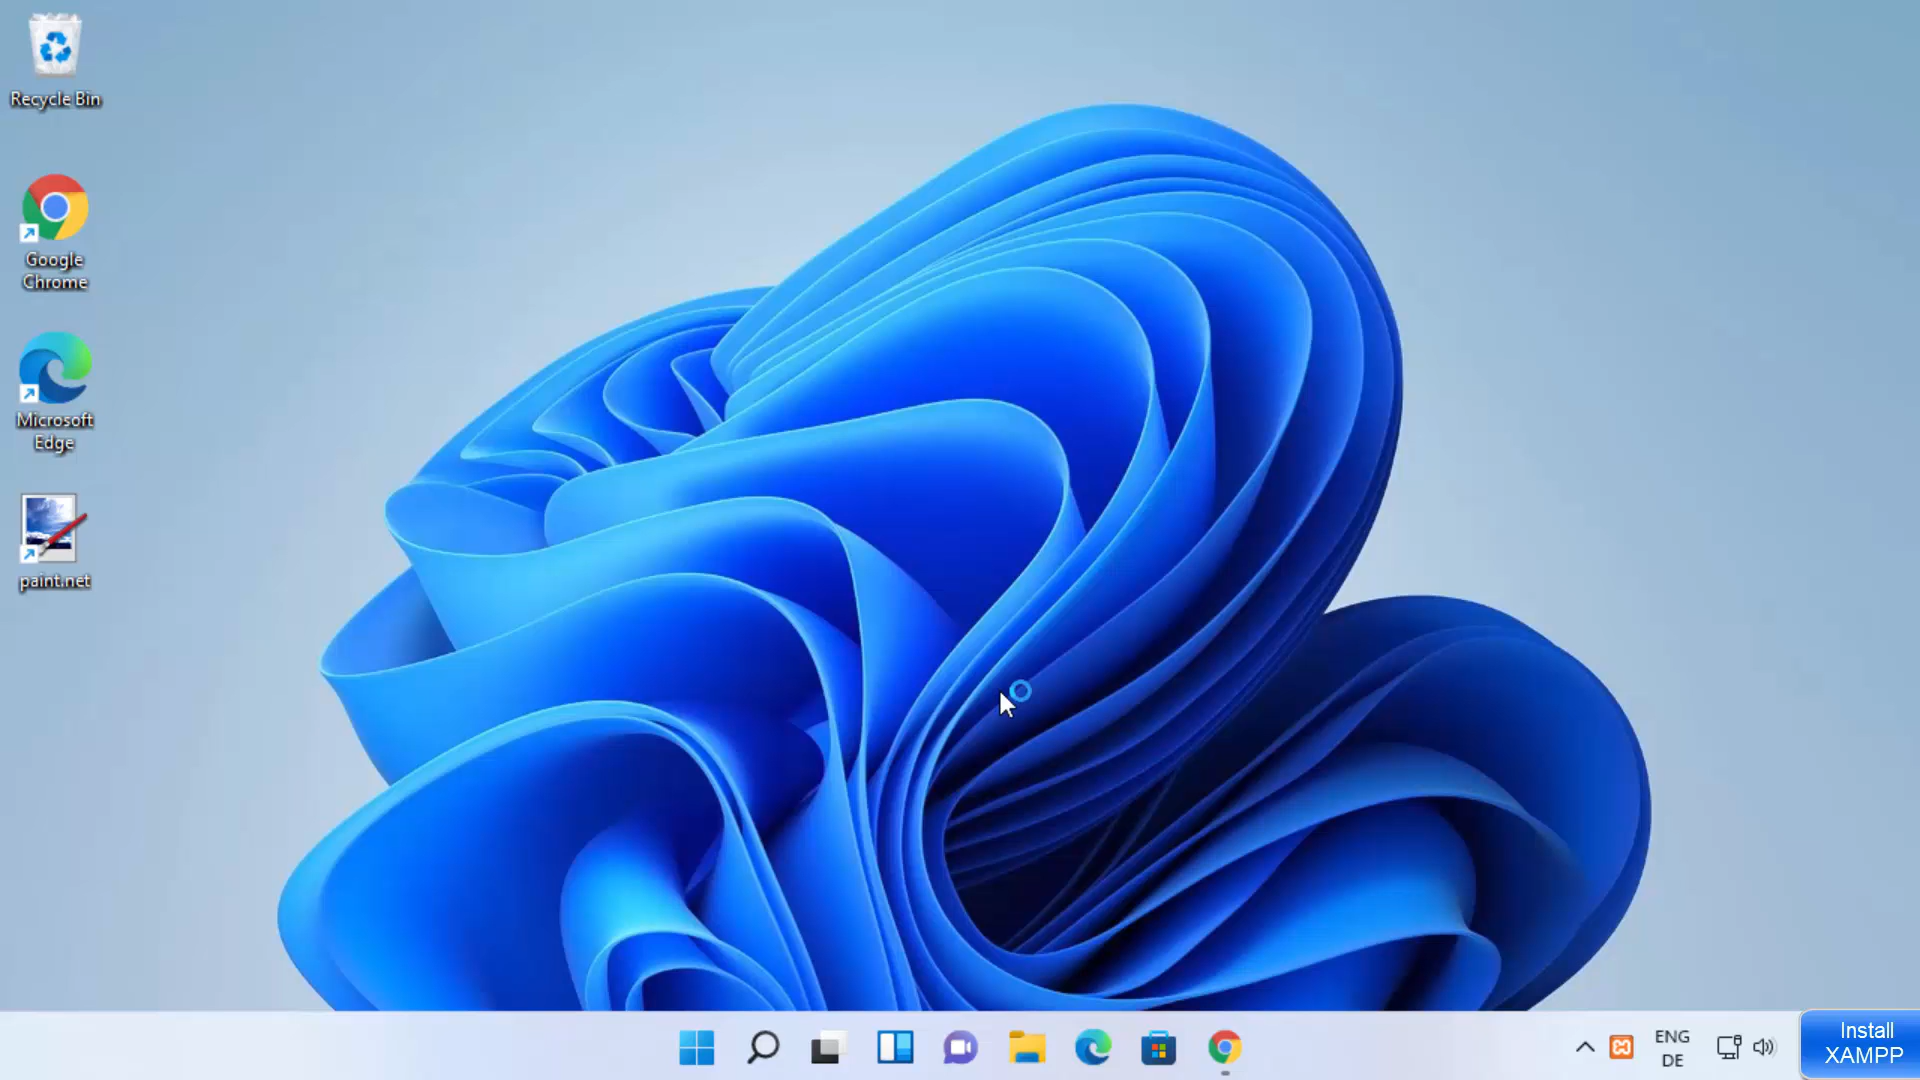 Recycle Bin
Google
Chrome
Microsoft
Edge
paint.net
ENG
DE
Install
XAMPP